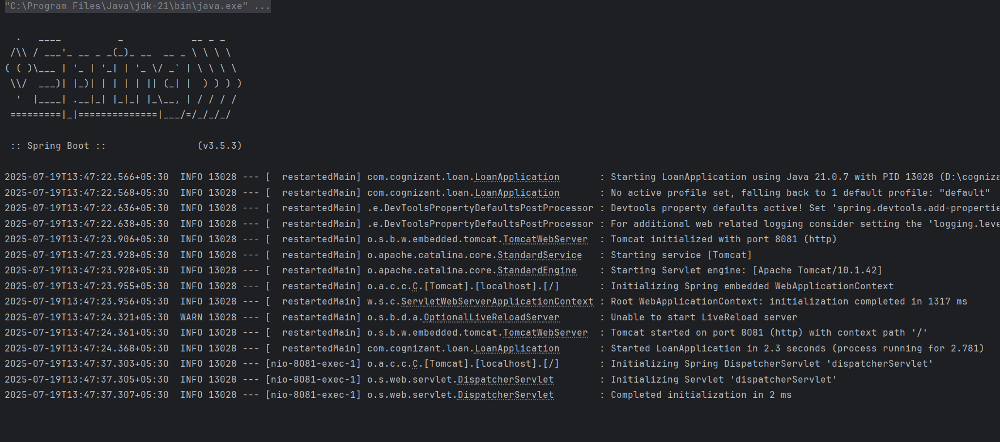 "C:\Program Files\Java\jdk-21\bin\java.exe" ...

  .   ____          _            __ _ _
 /\\ / ___'_ __ _ _(_)_ __  __ _ \ \ \ \
( ( )\___ | '_ | '_| | '_ \/ _` | \ \ \ \
 \\/  ___)| |_)| | | | | || (_| |  ) ) ) )
  '  |____| .__|_| |_|_| |_\__, | / / / /
 =========|_|==============|___/=/_/_/_/

 :: Spring Boot ::                (v3.5.3)

2025-07-19T13:47:22.566+05:30  INFO 13028 --- [  restartedMain] com.cognizant.loan.LoanApplication       : Starting LoanApplication using Java 21.0.7 with PID 13028 (D:\cogniza
2025-07-19T13:47:22.568+05:30  INFO 13028 --- [  restartedMain] com.cognizant.loan.LoanApplication       : No active profile set, falling back to 1 default profile: "default"
2025-07-19T13:47:22.636+05:30  INFO 13028 --- [  restartedMain] .e.DevToolsPropertyDefaultsPostProcessor : Devtools property defaults active! Set 'spring.devtools.add-propertie
2025-07-19T13:47:22.638+05:30  INFO 13028 --- [  restartedMain] .e.DevToolsPropertyDefaultsPostProcessor : For additional web related logging consider setting the 'logging.leve
2025-07-19T13:47:23.906+05:30  INFO 13028 --- [  restartedMain] o.s.b.w.embedded.tomcat.TomcatWebServer  : Tomcat initialized with port 8081 (http)
2025-07-19T13:47:23.928+05:30  INFO 13028 --- [  restartedMain] o.apache.catalina.core.StandardService   : Starting service [Tomcat]
2025-07-19T13:47:23.928+05:30  INFO 13028 --- [  restartedMain] o.apache.catalina.core.StandardEngine    : Starting Servlet engine: [Apache Tomcat/10.1.42]
2025-07-19T13:47:23.955+05:30  INFO 13028 --- [  restartedMain] o.a.c.c.C.[Tomcat].[localhost].[/]       : Initializing Spring embedded WebApplicationContext
2025-07-19T13:47:23.956+05:30  INFO 13028 --- [  restartedMain] w.s.c.ServletWebServerApplicationContext : Root WebApplicationContext: initialization completed in 1317 ms
2025-07-19T13:47:24.321+05:30  WARN 13028 --- [  restartedMain] o.s.b.d.a.OptionalLiveReloadServer       : Unable to start LiveReload server
2025-07-19T13:47:24.361+05:30  INFO 13028 --- [  restartedMain] o.s.b.w.embedded.tomcat.TomcatWebServer  : Tomcat started on port 8081 (http) with context path '/'
2025-07-19T13:47:24.368+05:30  INFO 13028 --- [  restartedMain] com.cognizant.loan.LoanApplication       : Started LoanApplication in 2.3 seconds (process running for 2.781)
2025-07-19T13:47:37.303+05:30  INFO 13028 --- [nio-8081-exec-1] o.a.c.c.C.[Tomcat].[localhost].[/]       : Initializing Spring DispatcherServlet 'dispatcherServlet'
2025-07-19T13:47:37.305+05:30  INFO 13028 --- [nio-8081-exec-1] o.s.web.servlet.DispatcherServlet        : Initializing Servlet 'dispatcherServlet'
2025-07-19T13:47:37.307+05:30  INFO 13028 --- [nio-8081-exec-1] o.s.web.servlet.DispatcherServlet        : Completed initialization in 2 ms